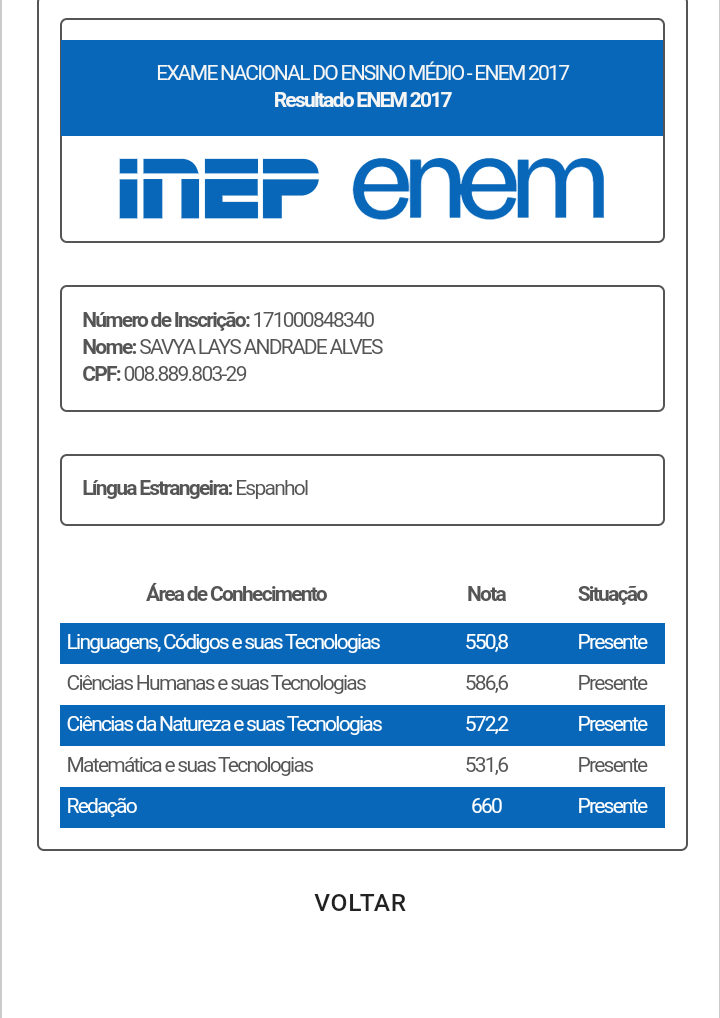 EXAME NACIONAL DO ENSINO MÉDIO - ENEM 2017
Resultado ENEM 2017
inep enem
Número de Inscrição: 171000848340
Nome: SAVYA LAYS ANDRADE ALVES
CPF: 008.889.803-29
Língua Estrangeira: Espanhol
Área de Conhecimento Nota Situação
Linguagens, Códigos e suas Tecnologias 550,8 Presente
Ciências Humanas e suas Tecnologias 586,6 Presente
Ciências da Natureza e suas Tecnologias 572,2 Presente
Matemática e suas Tecnologias 531,6 Presente
Redação 660 Presente
VOLTAR